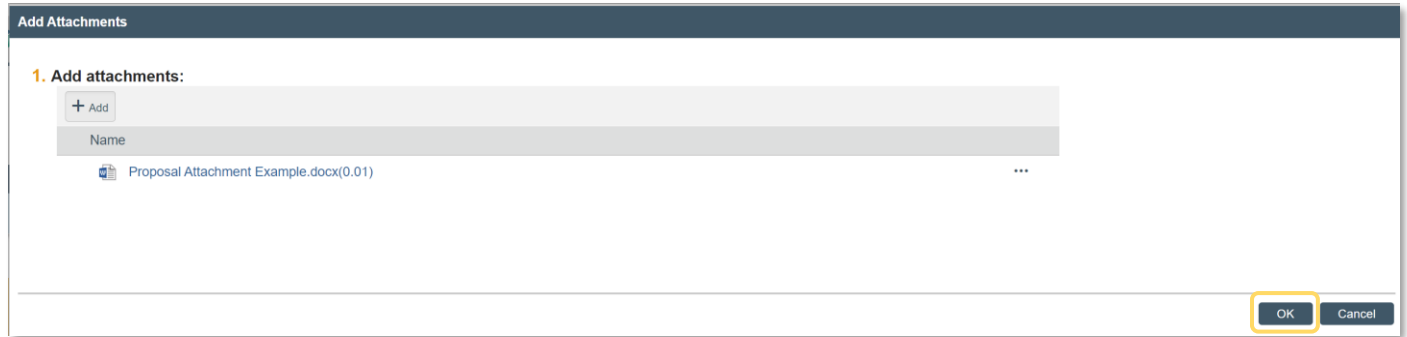 Add Attachments
1. Add attachments:
+ Add
Name
Proposal Attachment Example.docx(0.01)
...
OK Cancel